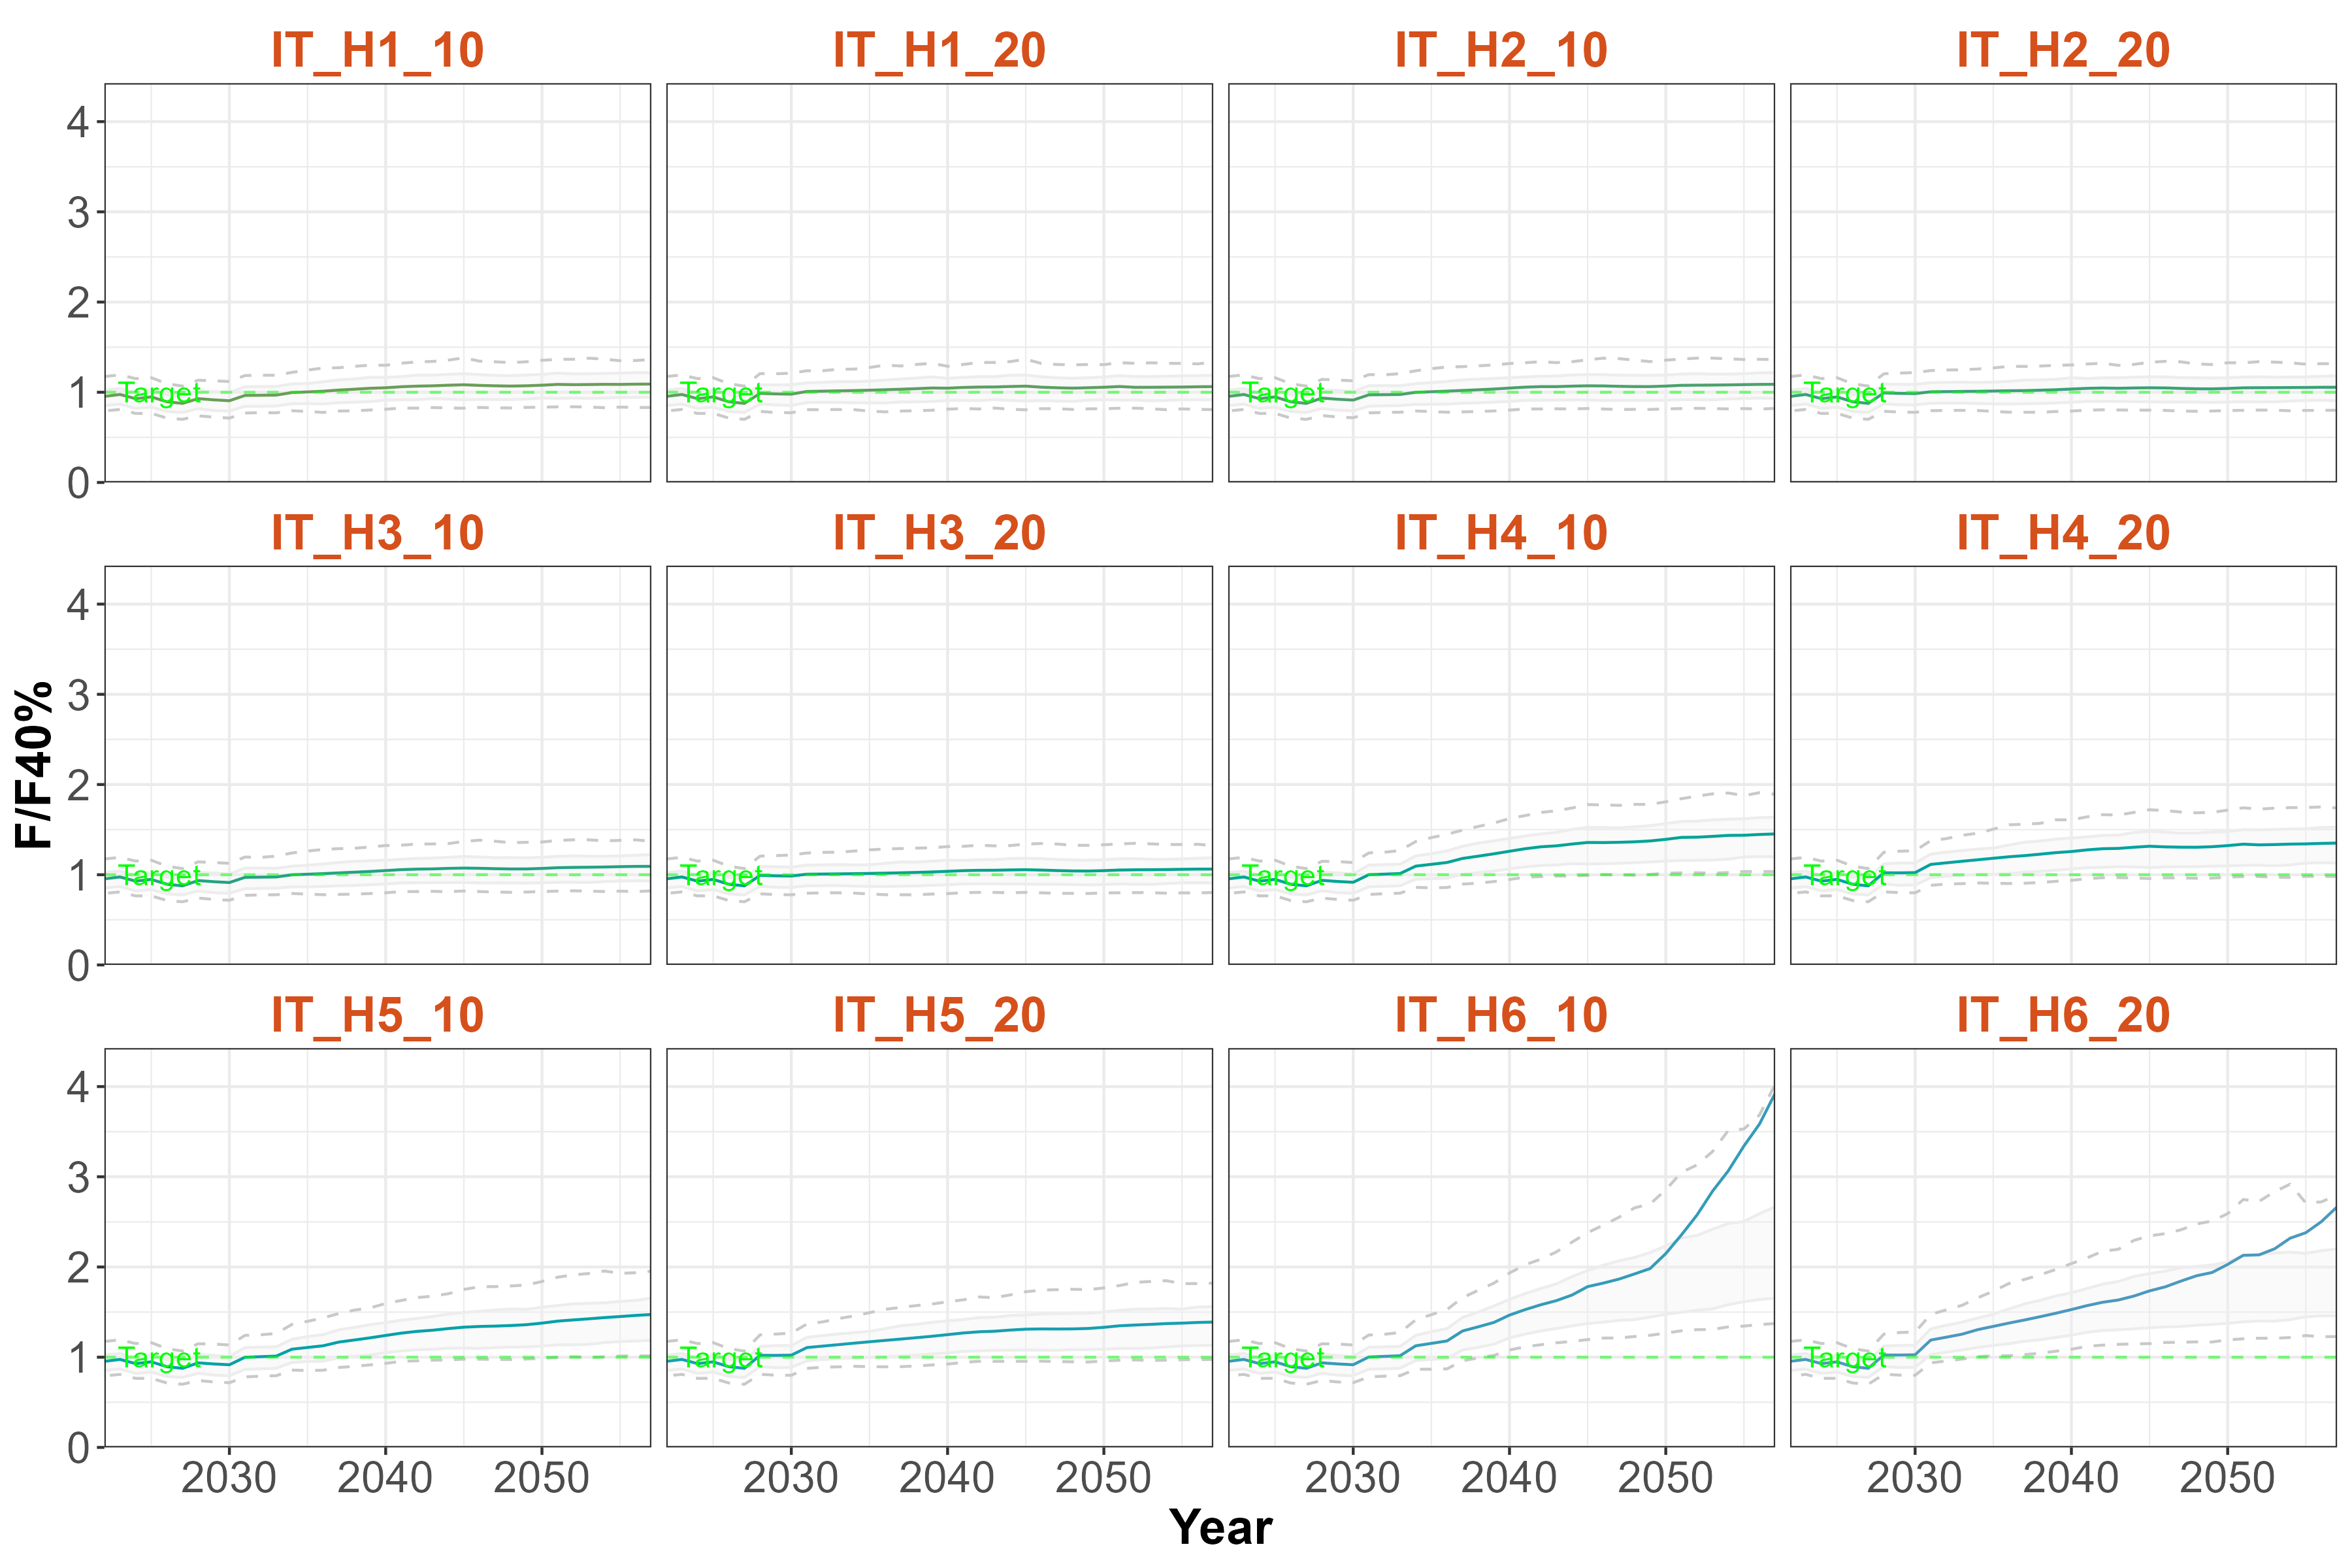 IT_H1_10 IT_H1_20 IT_H2_10 IT_H2_20
4
3
2
1
0
Target Target Target Target
IT_H3_10 IT_H3_20 IT_H4_10 IT_H4_20
4
3
2
1
0
Target Target Target Target
F/F40%
IT_H5_10 IT_H5_20 IT_H6_10 IT_H6_20
4
3
2
1
0
Target Target Target Target
2030 2040 2050 2030 2040 2050 2030 2040 2050 2030 2040 2050
Year